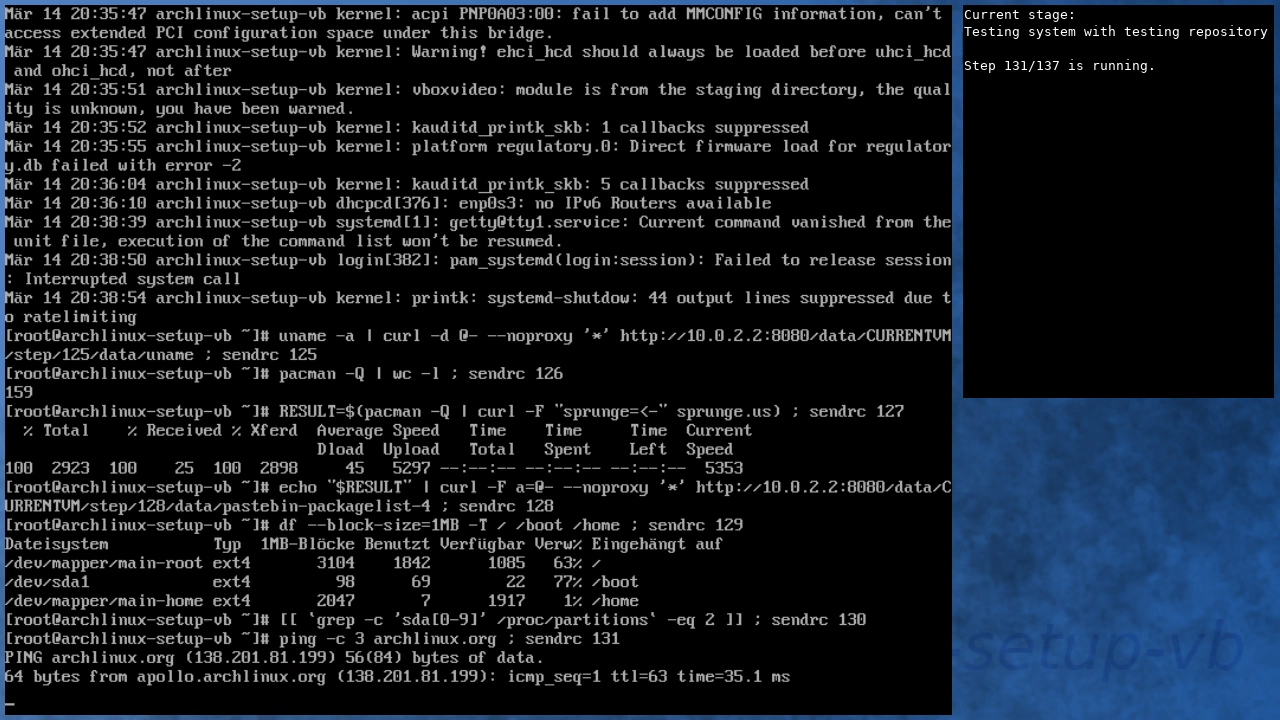 Mär 14 20:35:47 archlinux-setup-vb kernel: acpi PNP0A03:00: fail to add MMCONFIG information, can't
access extended PCI configuration space under this bridge.
Mär 14 20:35:47 archlinux-setup-vb kernel: Warning! ehci_hcd should always be loaded before uhci_hcd
 and ohci_hcd, not after
Mär 14 20:35:51 archlinux-setup-vb kernel: vboxvideo: module is from the staging directory, the qual
ity is unknown, you have been warned.
Mär 14 20:35:52 archlinux-setup-vb kernel: kauditd_printk_skb: 1 callbacks suppressed
Mär 14 20:35:55 archlinux-setup-vb kernel: platform regulatory.0: Direct firmware load for regulator
y.db failed with error -2
Mär 14 20:36:04 archlinux-setup-vb kernel: kauditd_printk_skb: 5 callbacks suppressed
Mär 14 20:36:10 archlinux-setup-vb dhcpcd[376]: enp0s3: no IPv6 Routers available
Mär 14 20:38:39 archlinux-setup-vb systemd[1]: getty@tty1.service: Current command vanished from the
 unit file, execution of the command list won't be resumed.
Mär 14 20:38:50 archlinux-setup-vb login[382]: pam_systemd(login:session): Failed to release session
: Interrupted system call
Mär 14 20:38:54 archlinux-setup-vb kernel: printk: systemd-shutdow: 44 output lines suppressed due t
o ratelimiting
[root@archlinux-setup-vb ~]# uname -a | curl -d @- --noproxy '*' http://10.0.2.2:8080/data/CURRENTVM
/step/125/data/uname ; sendrc 125
[root@archlinux-setup-vb ~]# pacman -Q | wc -l ; sendrc 126
159
[root@archlinux-setup-vb ~]# RESULT=$(pacman -Q | curl -F "sprunge=<-" sprunge.us) ; sendrc 127
  % Total    % Received % Xferd  Average Speed   Time    Time     Time  Current
                                 Dload  Upload   Total   Spent    Left  Speed
100  2923  100    25  100  2898     45   5297 --:--:-- --:--:-- --:--:--  5353
[root@archlinux-setup-vb ~]# echo "$RESULT" | curl -F a=@- --noproxy '*' http://10.0.2.2:8080/data/C
URRENTVM/step/128/data/pastebin-packagelist-4 ; sendrc 128
[root@archlinux-setup-vb ~]# df --block-size=1MB -T / /boot /home ; sendrc 129
Dateisystem           Typ  1MB-Blöcke Benutzt Verfügbar Verw% Eingehängt auf
/dev/mapper/main-root ext4       3104    1842      1085   63% /
/dev/sda1             ext4         98      69        22   77% /boot
/dev/mapper/main-home ext4       2047       7      1917    1% /home
[root@archlinux-setup-vb ~]# [[ `grep -c 'sda[0-9]' /proc/partitions` -eq 2 ]] ; sendrc 130
[root@archlinux-setup-vb ~]# ping -c 3 archlinux.org ; sendrc 131
PING archlinux.org (138.201.81.199) 56(84) bytes of data.
64 bytes from apollo.archlinux.org (138.201.81.199): icmp_seq=1 ttl=63 time=35.1 ms
_
Current stage:
Testing system with testing repository
Step 131/137 is running.
-setup-vb